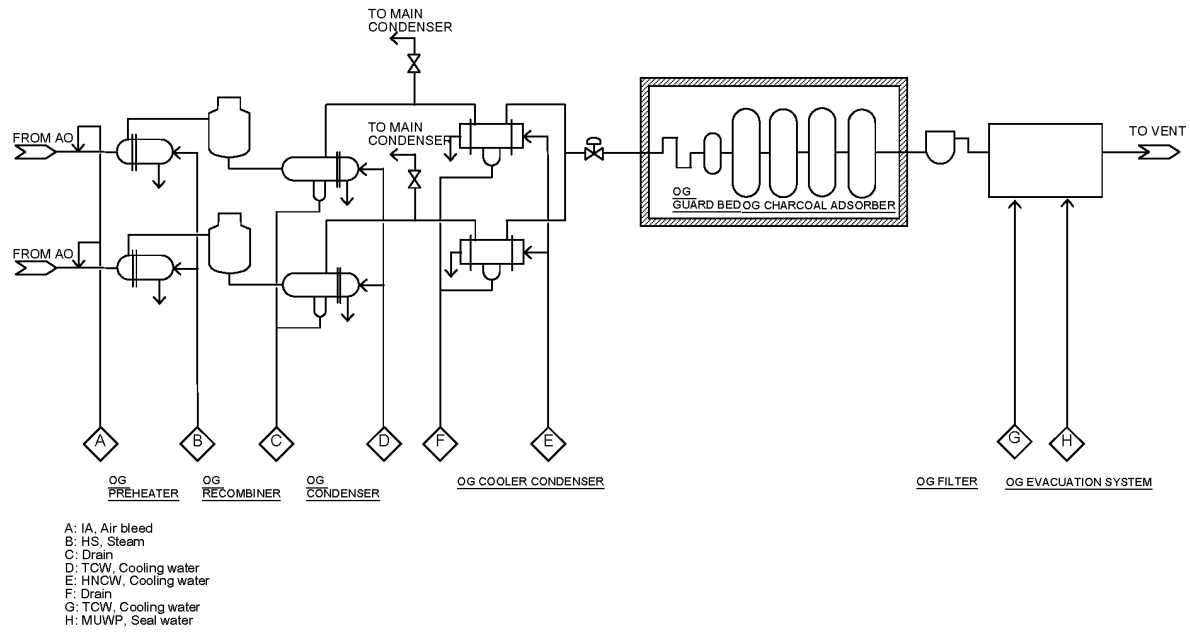 TO MAIN
CONDENSER
TO MAIN
CONDENSER
FROM AO
FROM AO
TO VENT
OG
GUARD BED
OG CHARCOAL ADSORBER
A
B
C
D
F
E
G
H
OG
PREHEATER
OG
RECOMBINER
OG
CONDENSER
OG COOLER CONDENSER
OG FILTER
OG EVACUATION SYSTEM
A: IA, Air bleed
B: HS, Steam
C: Drain
D: TCW, Cooling water
E: HNCW, Cooling water
F: Drain
G: TCW, Cooling water
H: MUWP, Seal water